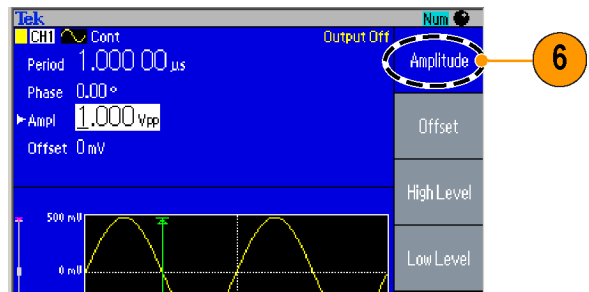 Tek Num
CH1 Cont Output Off
Period 1.000 00 µs
Phase 0.00 °
Ampl 1.000 Vpp
Offset 0 mV
Amplitude
6
Offset
High Level
Low Level
500 mV
0 mV